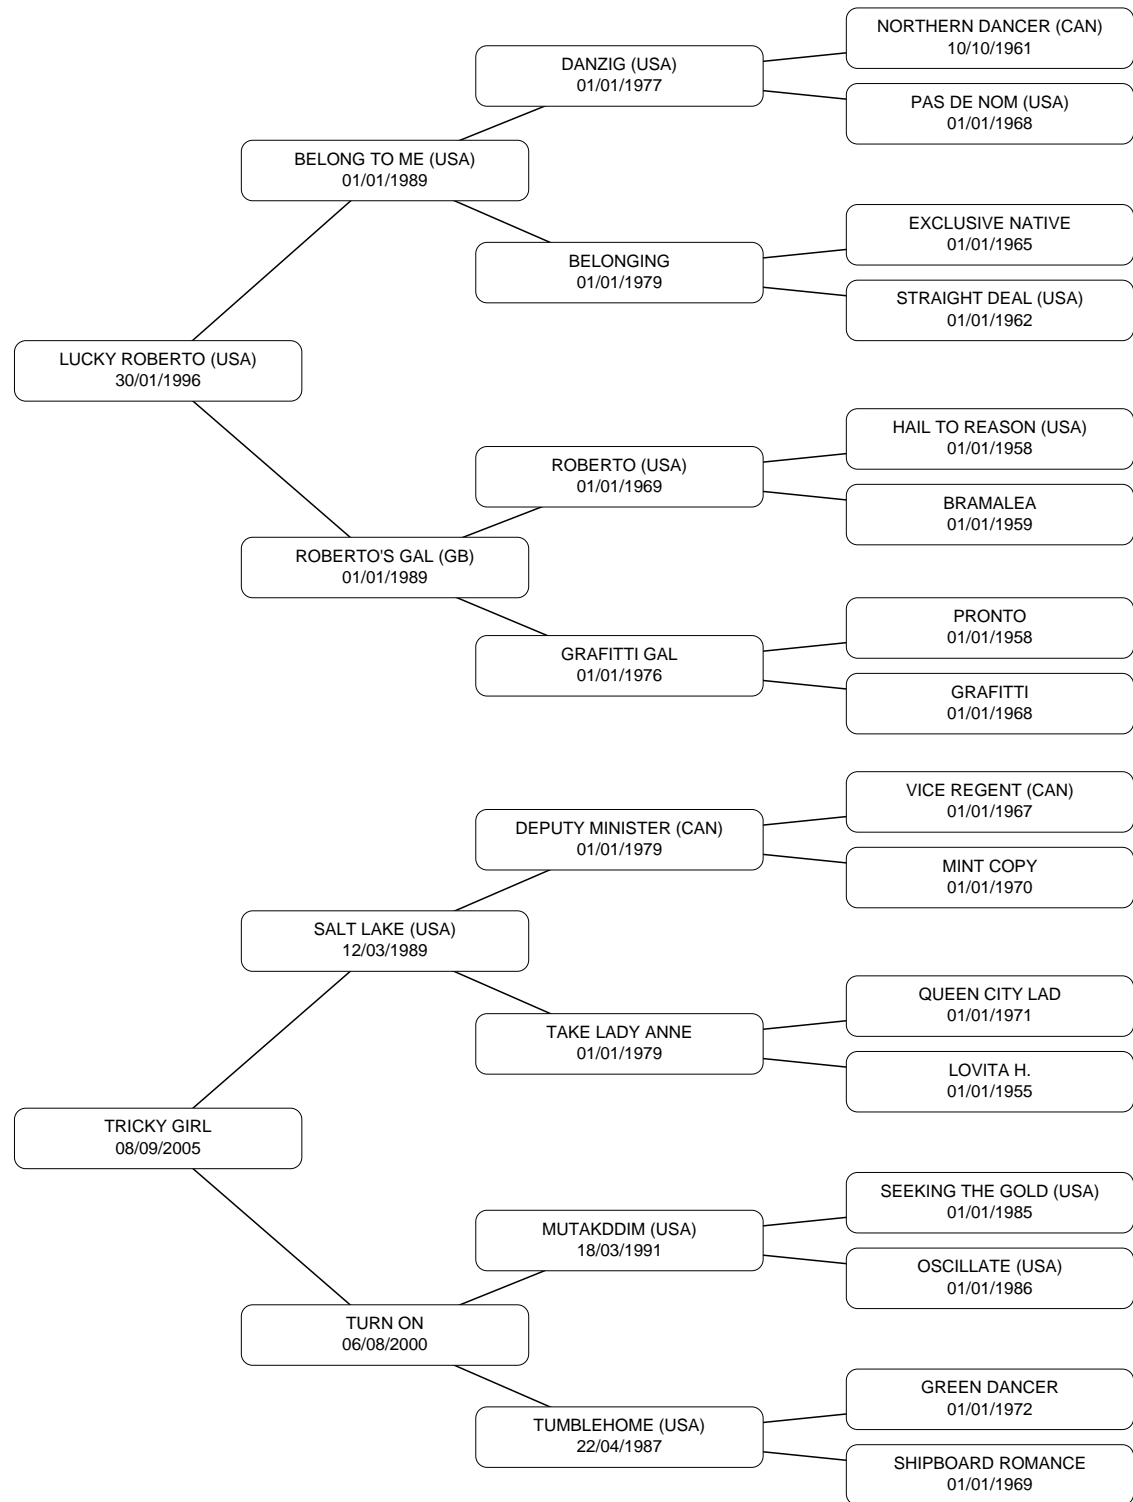 NORTHERN DANCER (CAN)
10/10/1961
DANZIG (USA)
01/01/1977
PAS DE NOM (USA)
01/01/1968
BELONG TO ME (USA)
01/01/1989
EXCLUSIVE NATIVE
01/01/1965
BELONGING
01/01/1979
STRAIGHT DEAL (USA)
01/01/1962
LUCKY ROBERTO (USA)
30/01/1996
HAIL TO REASON (USA)
01/01/1958
ROBERTO (USA)
01/01/1969
BRAMALEA
01/01/1959
ROBERTO'S GAL (GB)
01/01/1989
PRONTO
01/01/1958
GRAFITTI GAL
01/01/1976
GRAFITTI
01/01/1968
VICE REGENT (CAN)
01/01/1967
DEPUTY MINISTER (CAN)
01/01/1979
MINT COPY
01/01/1970
SALT LAKE (USA)
12/03/1989
QUEEN CITY LAD
01/01/1971
TAKE LADY ANNE
01/01/1979
LOVITA H.
01/01/1955
TRICKY GIRL
08/09/2005
SEEKING THE GOLD (USA)
01/01/1985
MUTAKDDIM (USA)
18/03/1991
OSCILLATE (USA)
01/01/1986
TURN ON
06/08/2000
GREEN DANCER
01/01/1972
TUMBLEHOME (USA)
22/04/1987
SHIPBOARD ROMANCE
01/01/1969